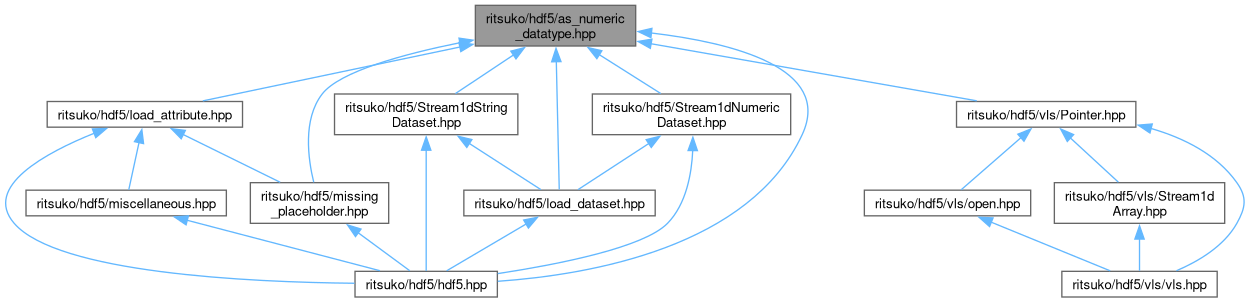 ritsuko/hdf5/as_numeric
_datatype.hpp
ritsuko/hdf5/load_attribute.hpp
ritsuko/hdf5/Stream1dString
Dataset.hpp
ritsuko/hdf5/Stream1dNumeric
Dataset.hpp
ritsuko/hdf5/vls/Pointer.hpp
ritsuko/hdf5/miscellaneous.hpp
ritsuko/hdf5/missing
_placeholder.hpp
ritsuko/hdf5/load_dataset.hpp
ritsuko/hdf5/vls/open.hpp
ritsuko/hdf5/vls/Stream1d
Array.hpp
ritsuko/hdf5/hdf5.hpp
ritsuko/hdf5/vls/vls.hpp